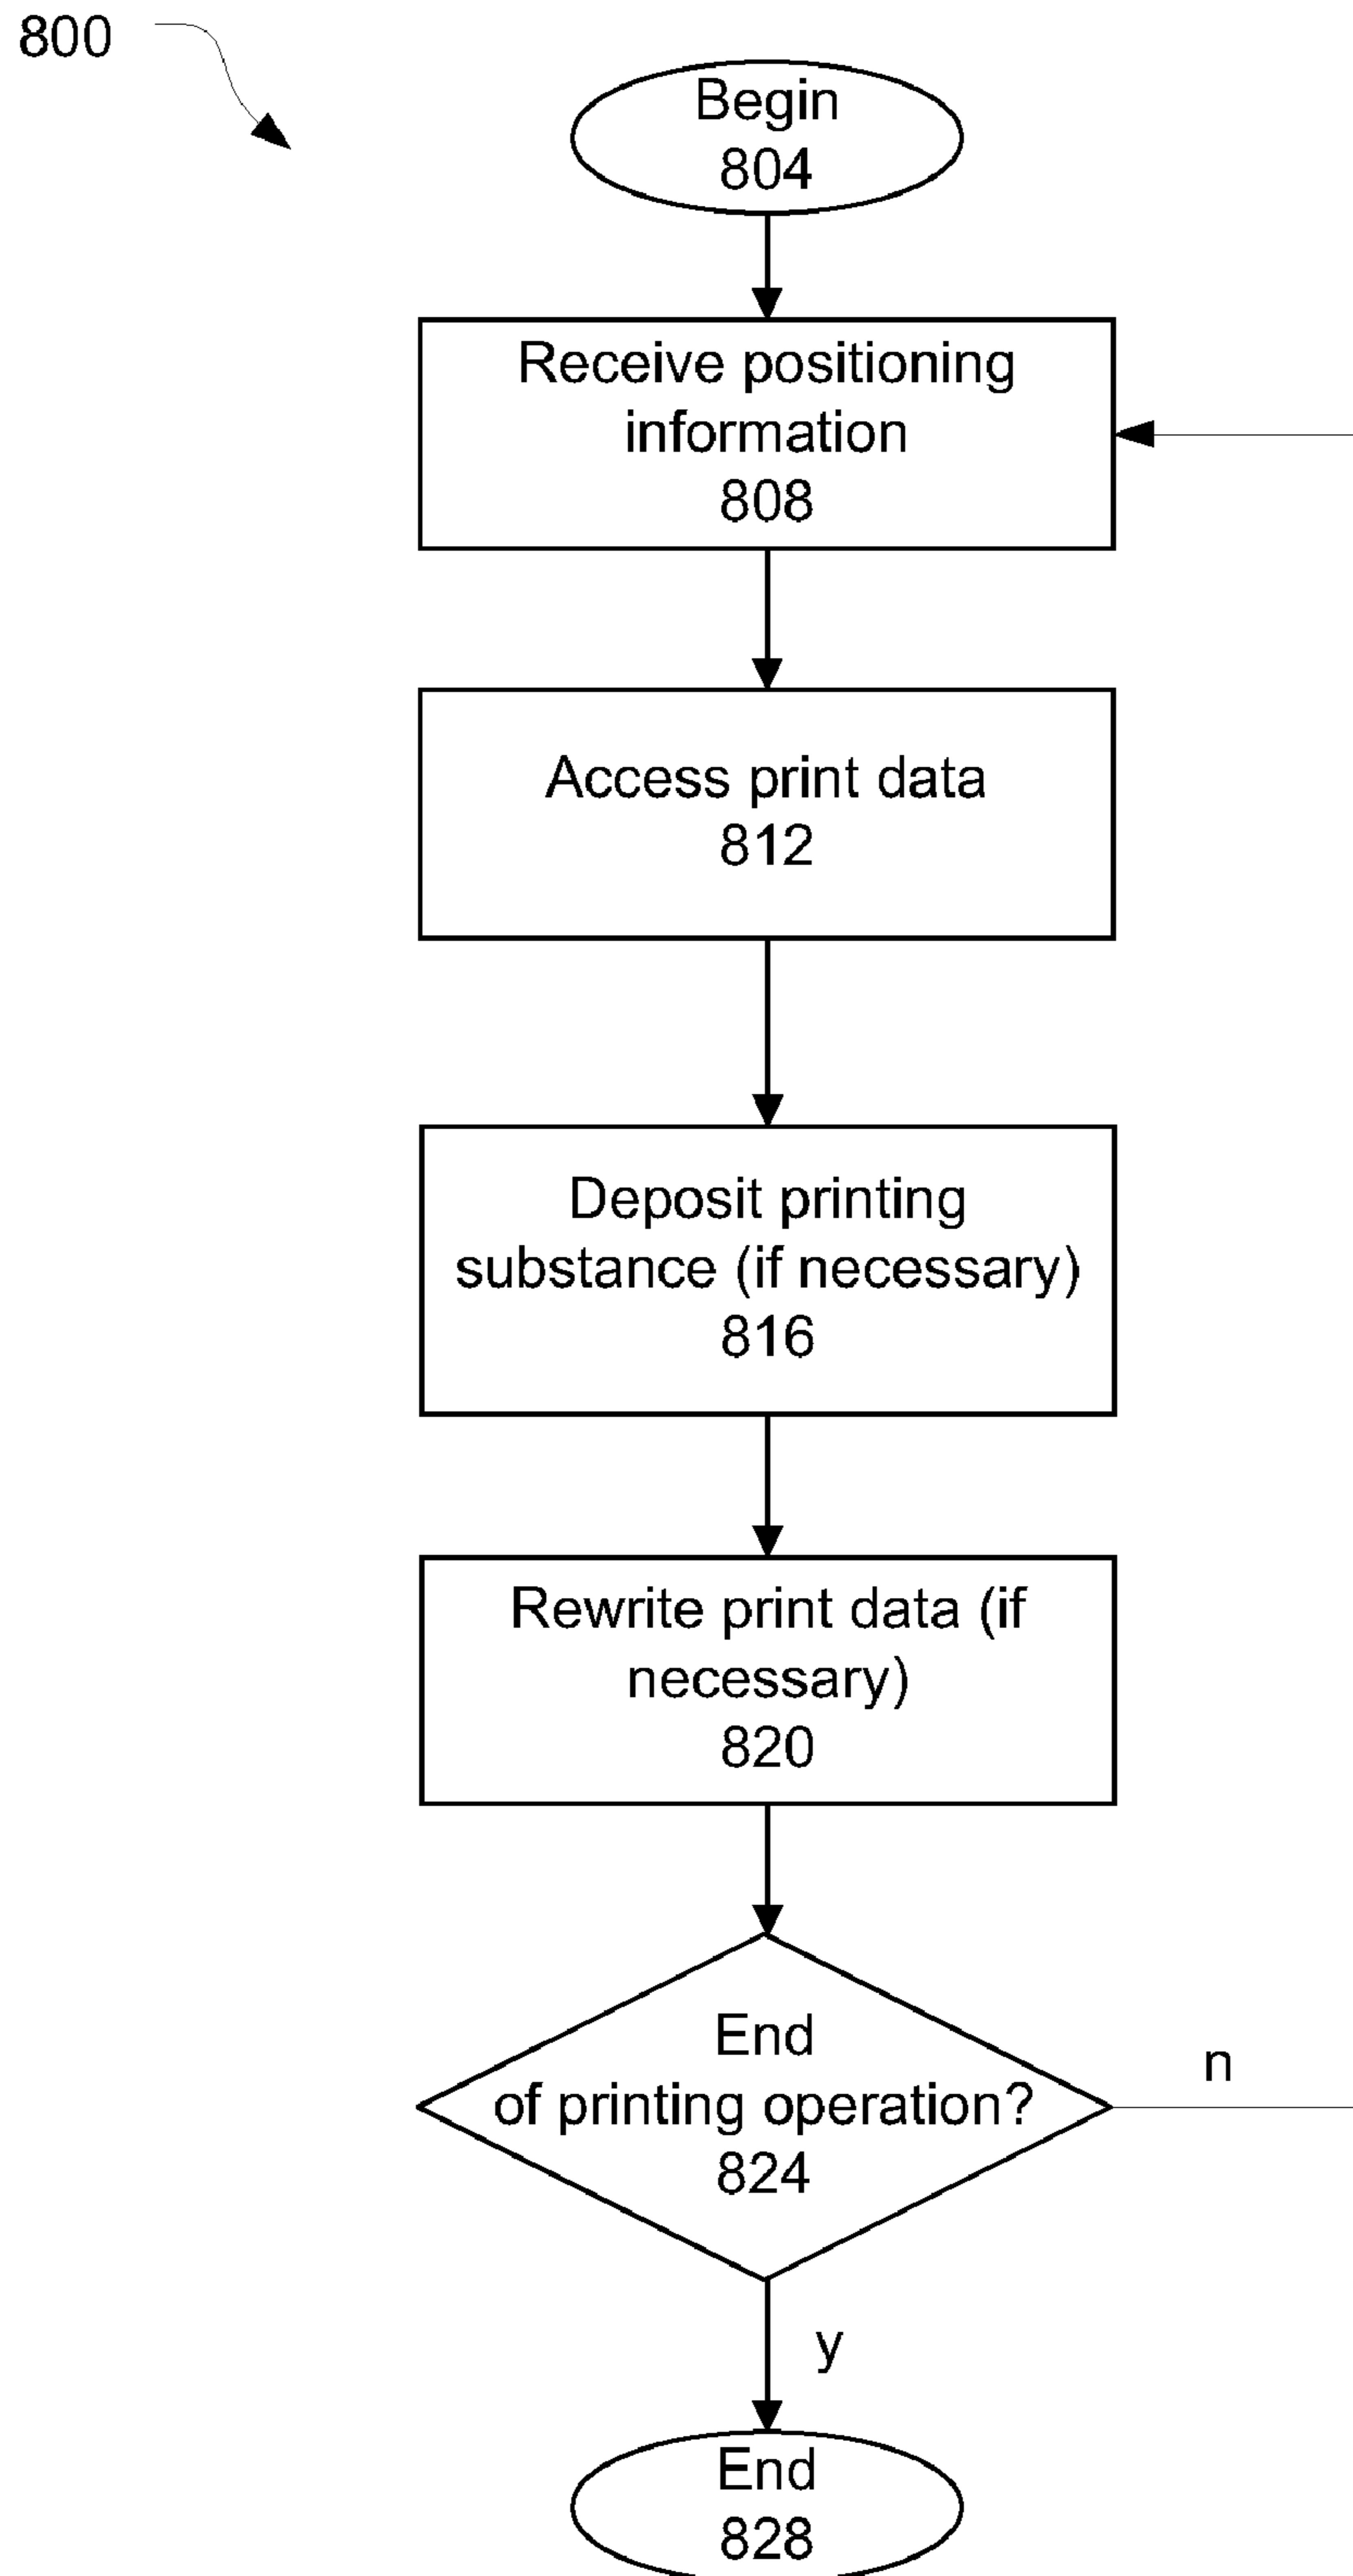 800
Begin
804
Receive positioning
information
808
Access print data
812
Deposit printing
substance (if necessary)
816
Rewrite print data (if
necessary)
820
End
of printing operation?
824
n
y
End
828